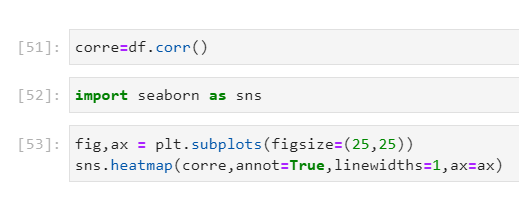 [51]: corre=df.corr()
[52]: import seaborn as sns
[53]: fig,ax = plt.subplots(figsize=(25,25))
sns.heatmap(corre,annot=True,linewidths=1,ax=ax)